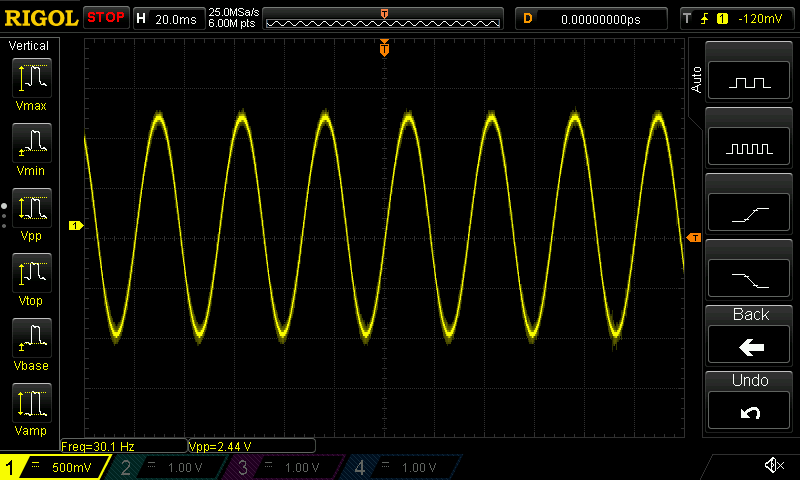 RIGOL STOP H 20.0ms 25.0MSa/s 6.00M pts T D 0.00000000ps T 1 -120mV
Vertical
Vmax
Vmin
Vpp
Vtop
Vbase
Vamp
T
1
T
Auto
Back
Undo
Freq=30.1 Hz Vpp=2.44 V
1 500mV 2 1.00 V 3 1.00 V 4 1.00 V